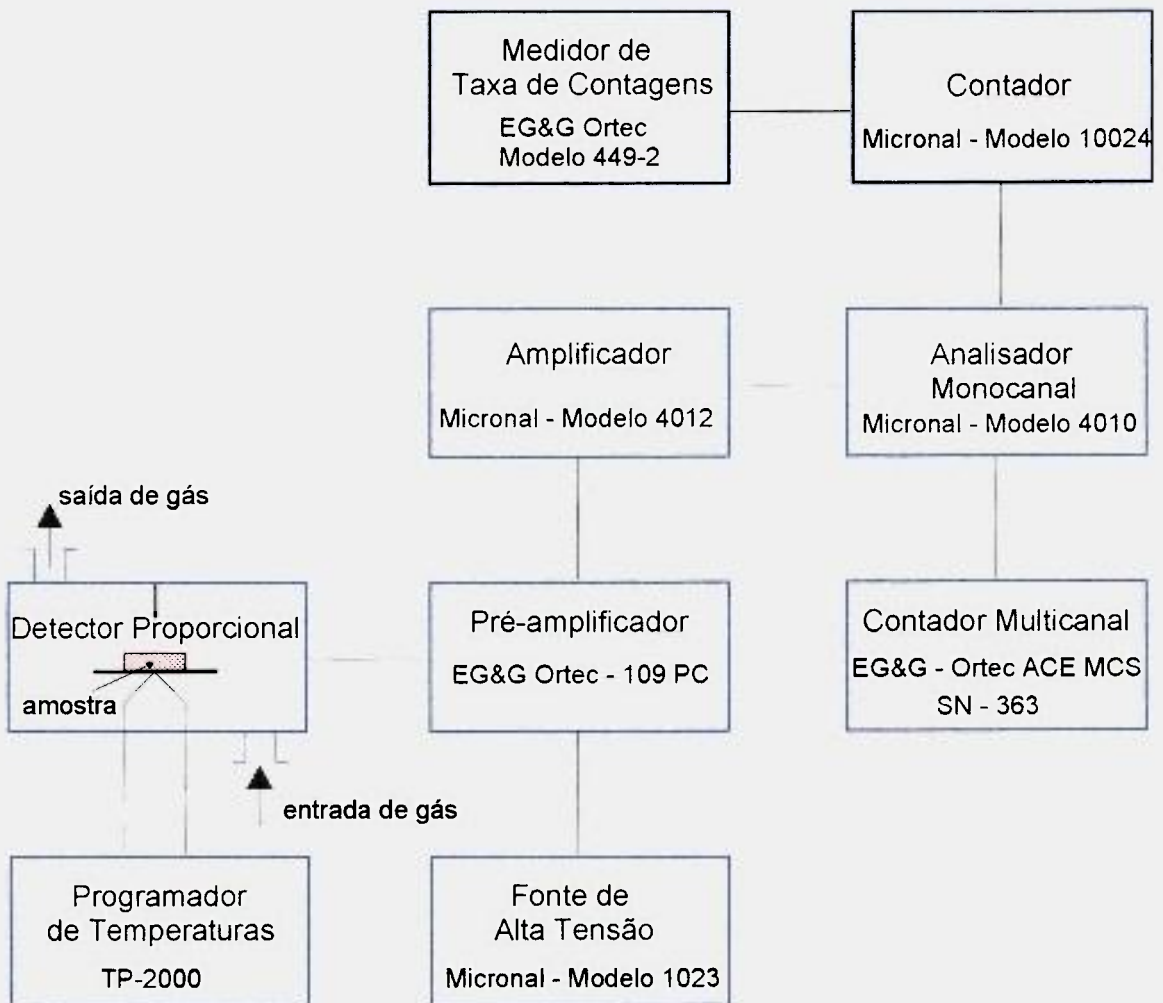 Medidor de
Taxa de Contagens
EG&G Ortec
Modelo 449-2
Contador
Micronal - Modelo 10024
Amplificador
Micronal - Modelo 4012
Analisador
Monocanal
Micronal - Modelo 4010
saída de gás
Detector Proporcional
amostra
entrada de gás
Pré-amplificador
EG&G Ortec - 109 PC
Contador Multicanal
EG&G - Ortec ACE MCS
SN - 363
Programador
de Temperaturas
TP-2000
Fonte de
Alta Tensão
Micronal - Modelo 1023